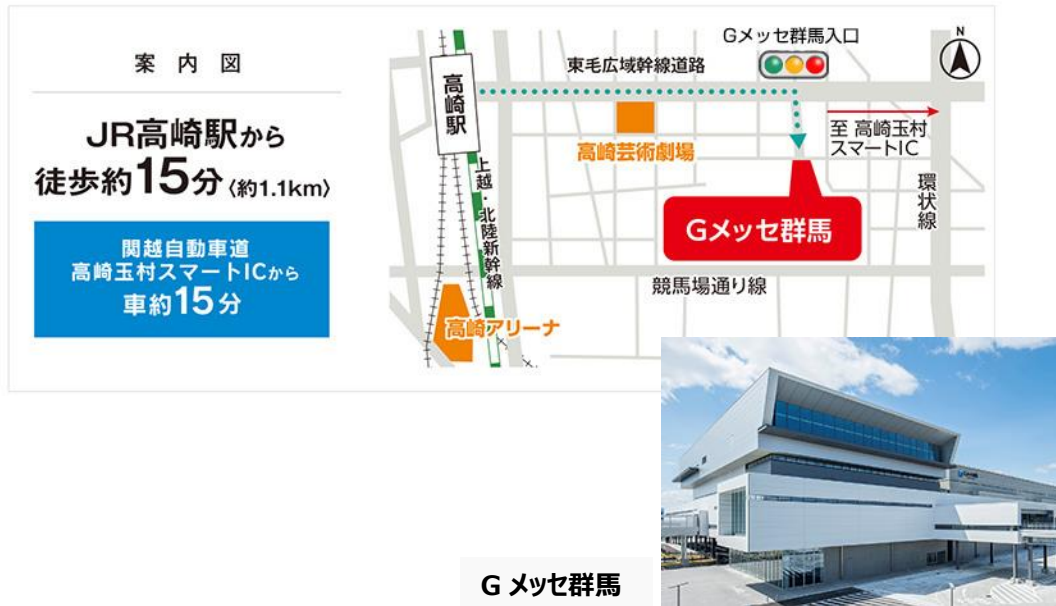 案内図
JR高崎駅から
徒歩約15分〈約1.1km〉
関越自動車道
高崎玉村スマートICから
車約15分
N
Gメッセ群馬入口
東毛広域幹線道路
高崎駅
至 高崎玉村
スマートIC
高崎芸術劇場
上越・北陸新幹線
環状線
Gメッセ群馬
競馬場通り線
高崎アリーナ
G メッセ群馬